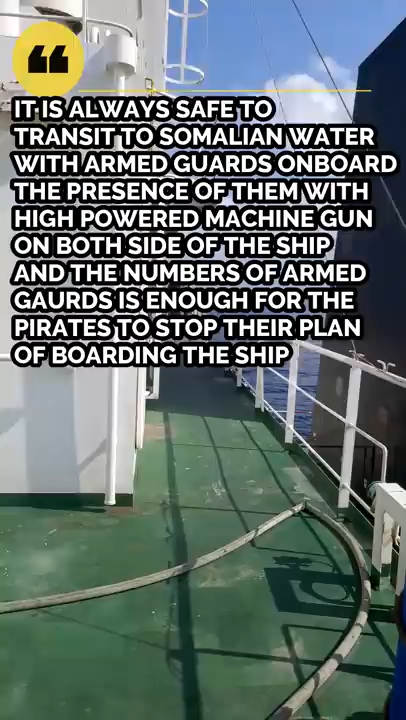 IT IS ALWAYS SAFE TO
TRANSIT TO SOMALIAN WATER
WITH ARMED GUARDS ONBOARD
THE PRESENCE OF THEM WITH
HIGH POWERED MACHINE GUN
ON BOTH SIDE OF THE SHIP
AND THE NUMBERS OF ARMED
GAURDS IS ENOUGH FOR THE
PIRATES TO STOP THEIR PLAN
OF BOARDING THE SHIP